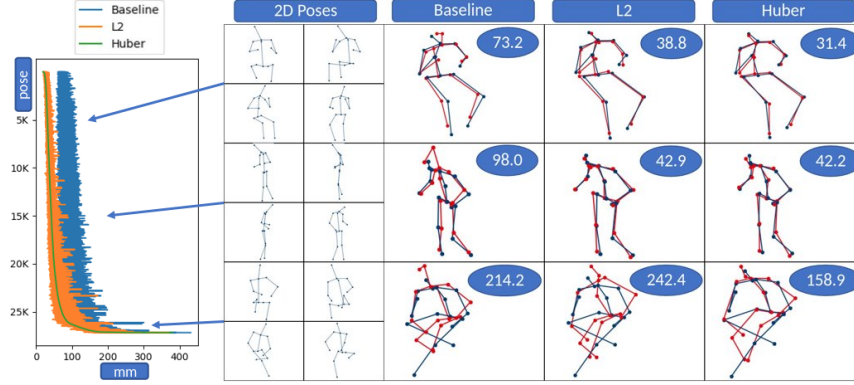 Baseline
L2
Huber
pose
5K
10K
15K
20K
25K
0 100 200 300 400
mm
2D Poses Baseline L2 Huber
73.2 38.8 31.4
98.0 42.9 42.2
214.2 242.4 158.9